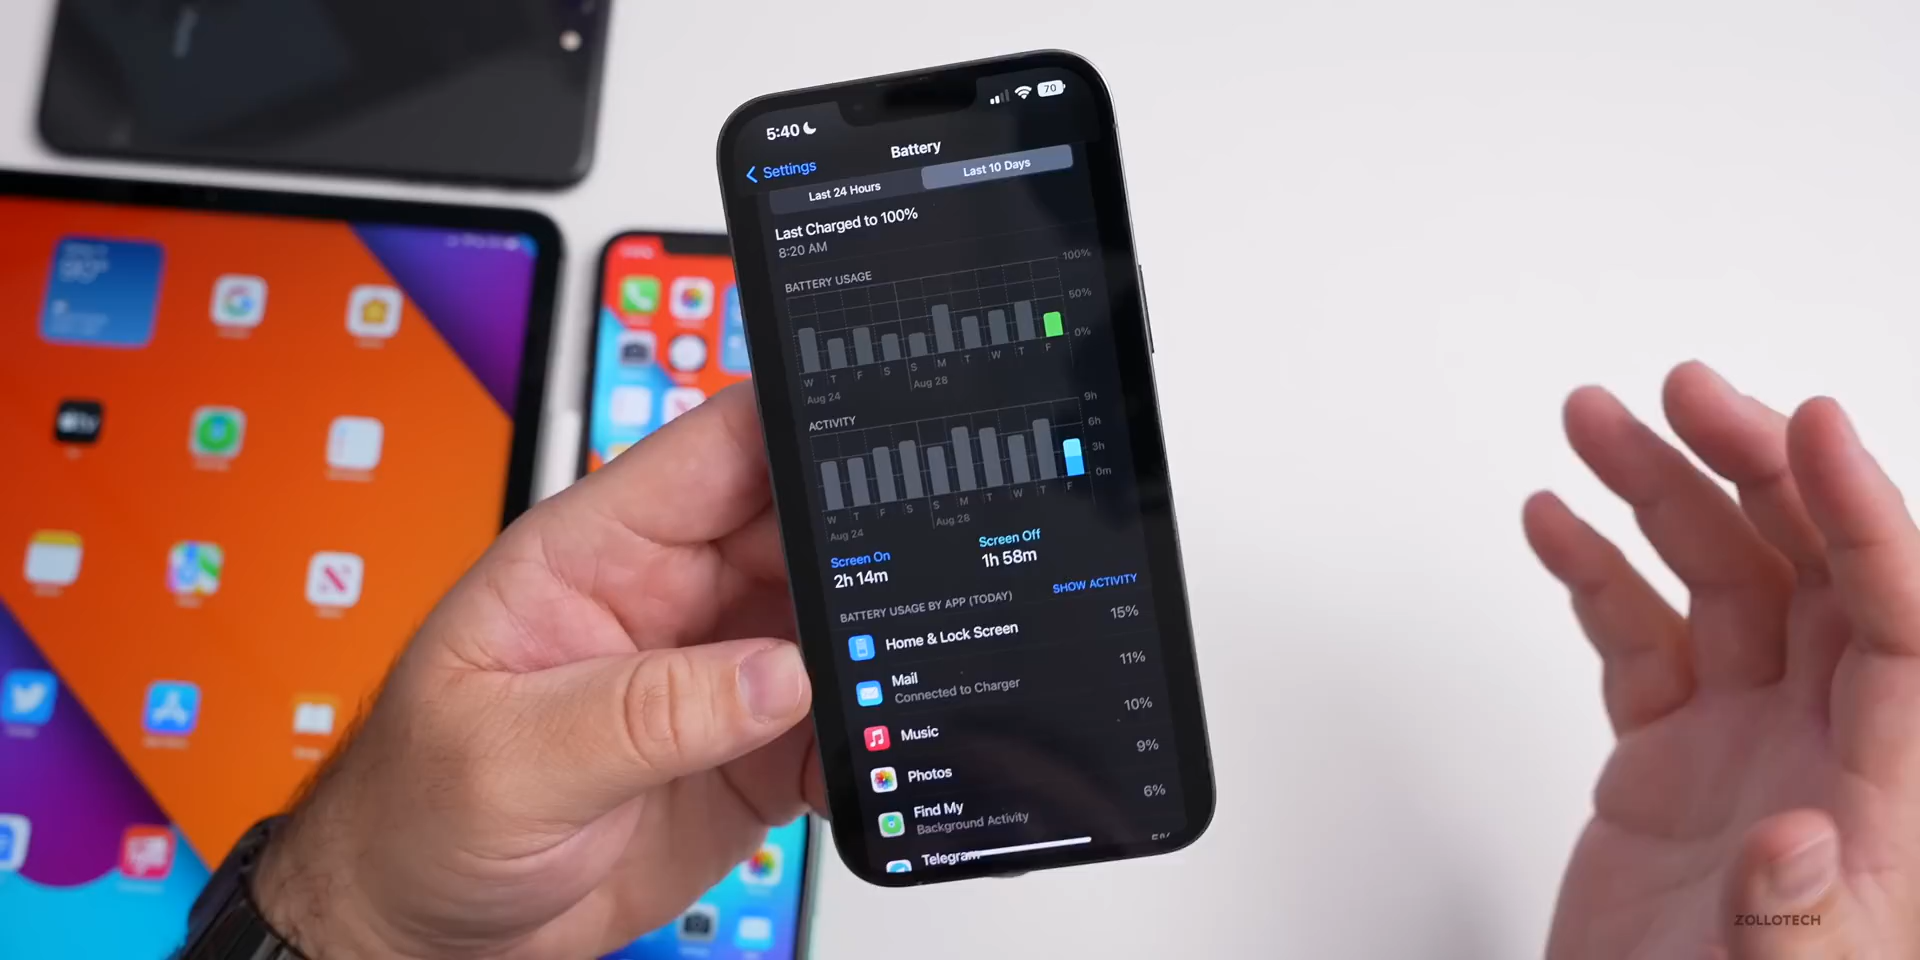 5:40
70
Settings
Battery
Last 24 Hours
Last 10 Days
Last Charged to 100%
8:20 AM
BATTERY USAGE
100%
50%
0%
W T F S S M T W T F
Aug 24
Aug 28
ACTIVITY
9h
6h
3h
0m
W T F S S M T W T F
Aug 24
Aug 28
Screen On
2h 14m
Screen Off
1h 58m
BATTERY USAGE BY APP (TODAY)
SHOW ACTIVITY
Home & Lock Screen
15%
Mail
Connected to Charger
11%
Music
10%
Photos
9%
Find My
Background Activity
6%
Telegram
5%
ZOLLOTECH